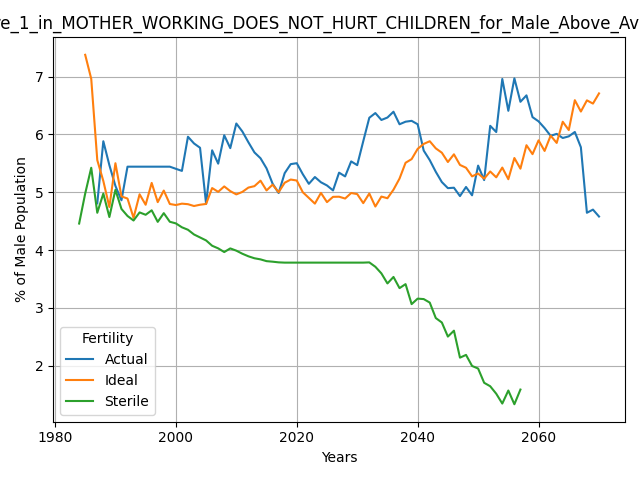 e_1_in_MOTHER_WORKING_DOES_NOT_HURT_CHILDREN_for_Male_Above_Av
% of Male Population
7
6
5
4
3
2
Fertility
Actual
Ideal
Sterile
1980
2000
2020
2040
2060
Years